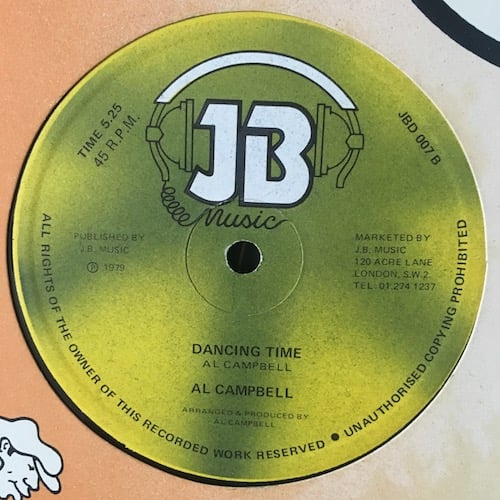 TIME 5.25
45 R.P.M.
JB
Music
JBD 007 B
PUBLISHED BY
J.B. MUSIC
℗ 1979
MARKETED BY
J.B. MUSIC
120 ACRE LANE
LONDON, S.W.2.
TEL: 01.274 1237
DANCING TIME
AL CAMPBELL
AL CAMPBELL
ARRANGED & PRODUCED BY
AL CAMPBELL
ALL RIGHTS OF THE OWNER OF THIS RECORDED WORK RESERVED ● UNAUTHORISED COPYING PROHIBITED